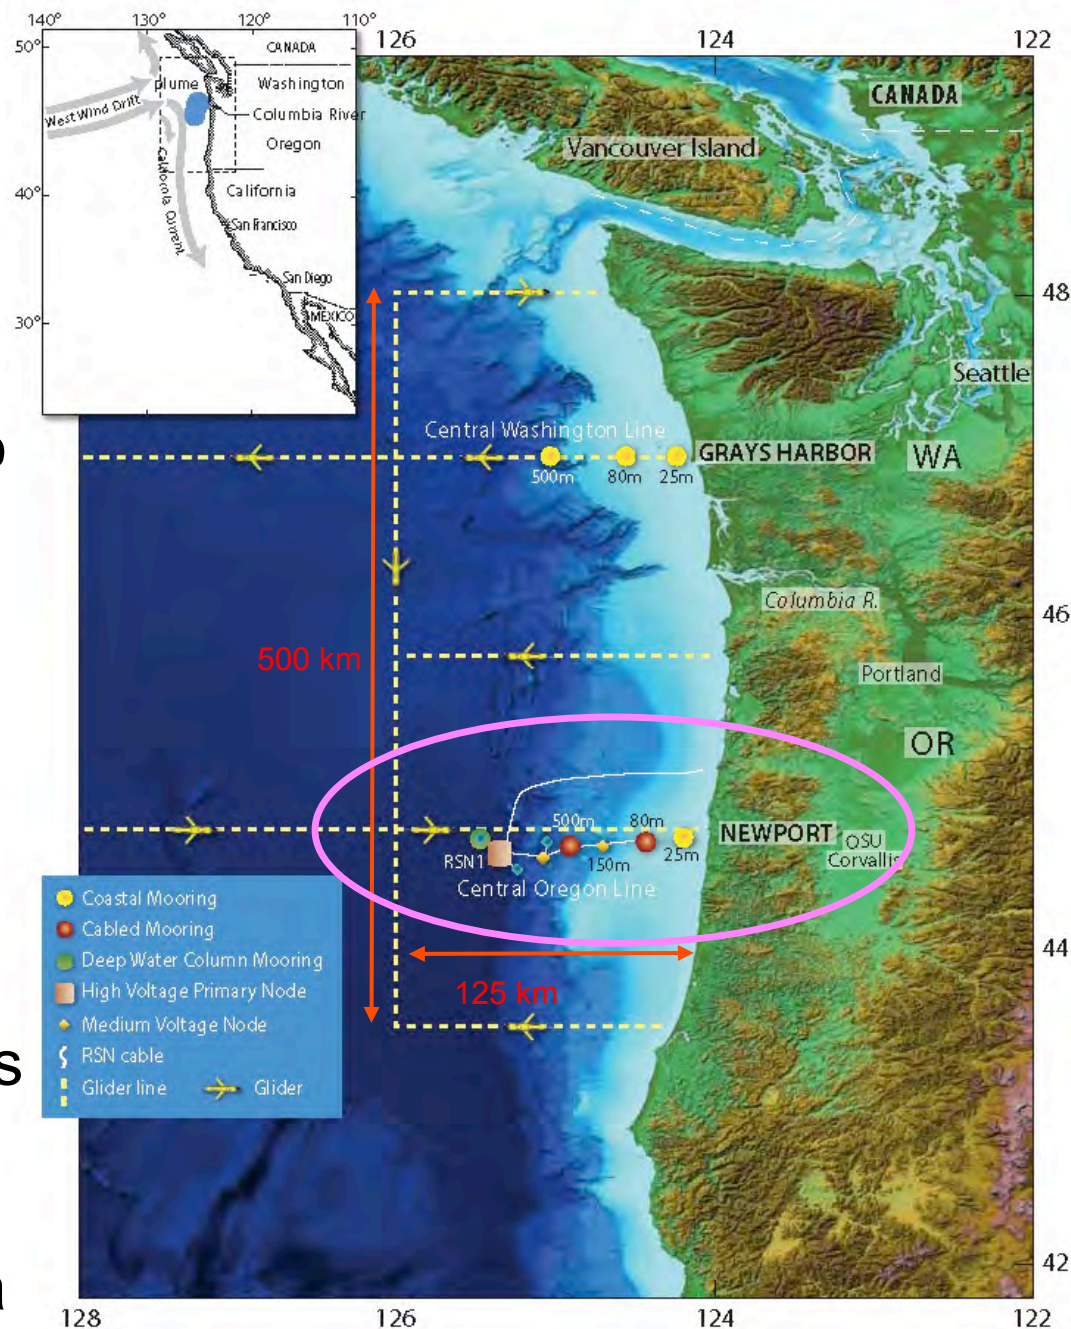 140°
130°
120°
110°
50°
40°
30°
CANADA
Washington
plume
Columbia River
West Wind Drift
Oregon
California Current
California
San Francisco
San Diego
MEXICO
126
124
122
CANADA
Vancouver Island
48
Seattle
Central Washington Line
GRAYS HARBOR
WA
500m
80m
25m
Columbia R.
46
500 km
Portland
OR
500m
80m
NEWPORT
OSU
Corvallis
RSN1
150m
25m
Central Oregon Line
44
125 km
Coastal Mooring
Cabled Mooring
Deep Water Column Mooring
High Voltage Primary Node
Medium Voltage Node
RSN cable
Glider line
Glider
s
42
128
126
124
122